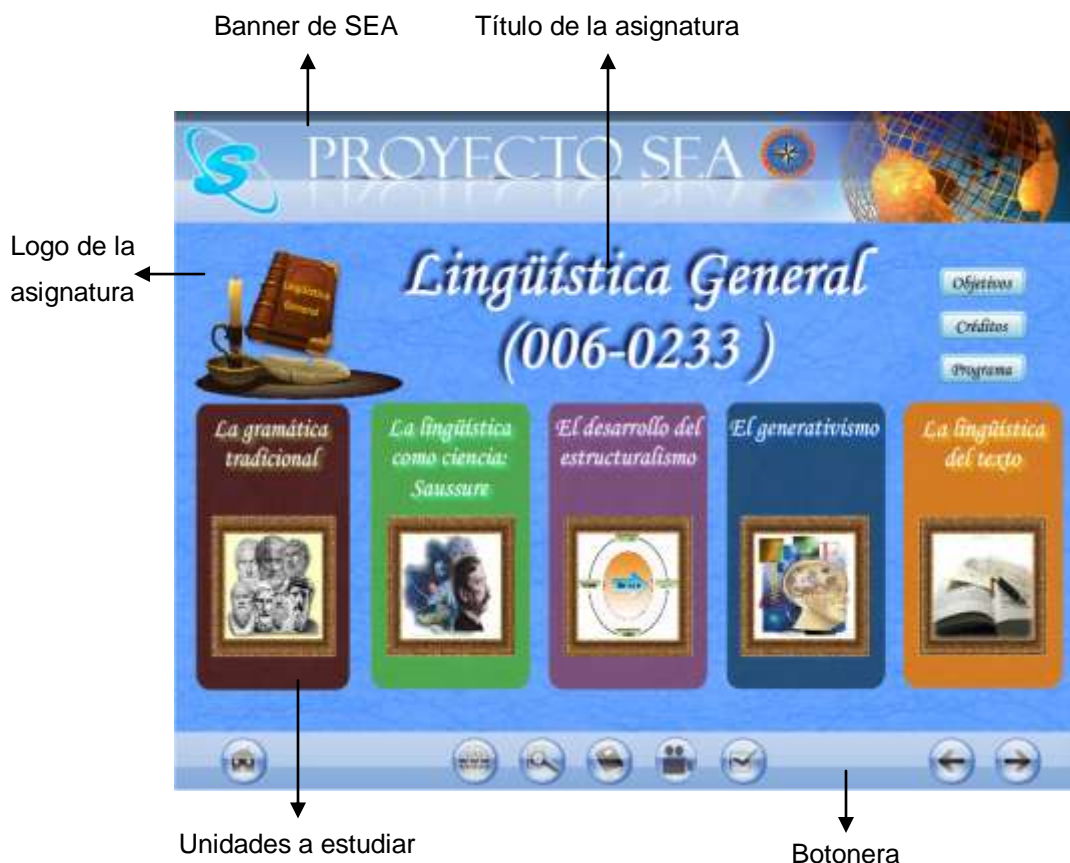 Banner de SEA
Título de la asignatura
PROYECTO SEA
Logo de la
asignatura
Lingüística
General
Lingüística General
(006-0233 )
Objetivos
Créditos
Programa
La gramática
tradicional
La lingüística
como ciencia:
Saussure
El desarrollo del
estructuralismo
El generativismo
La lingüística
del texto
Unidades a estudiar
Botonera